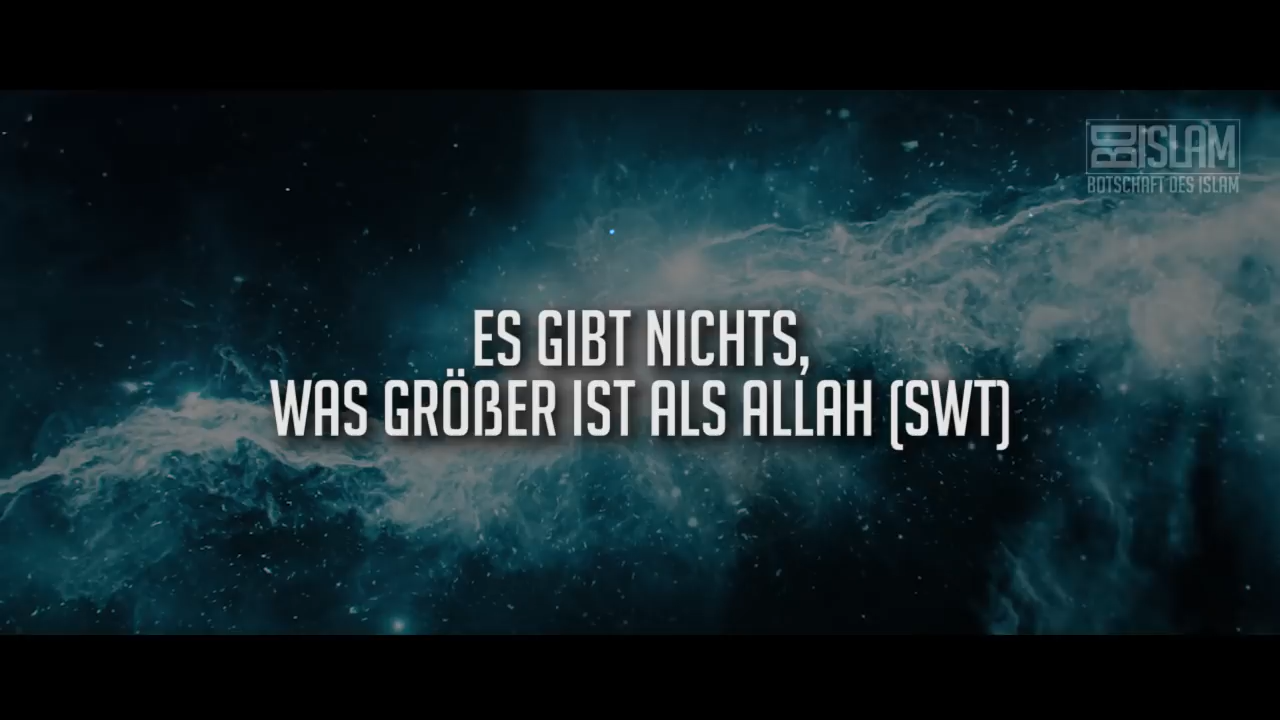 BDISLAM
BOTSCHAFT DES ISLAM
ES GIBT NICHTS,
WAS GRÖßER IST ALS ALLAH (SWT)